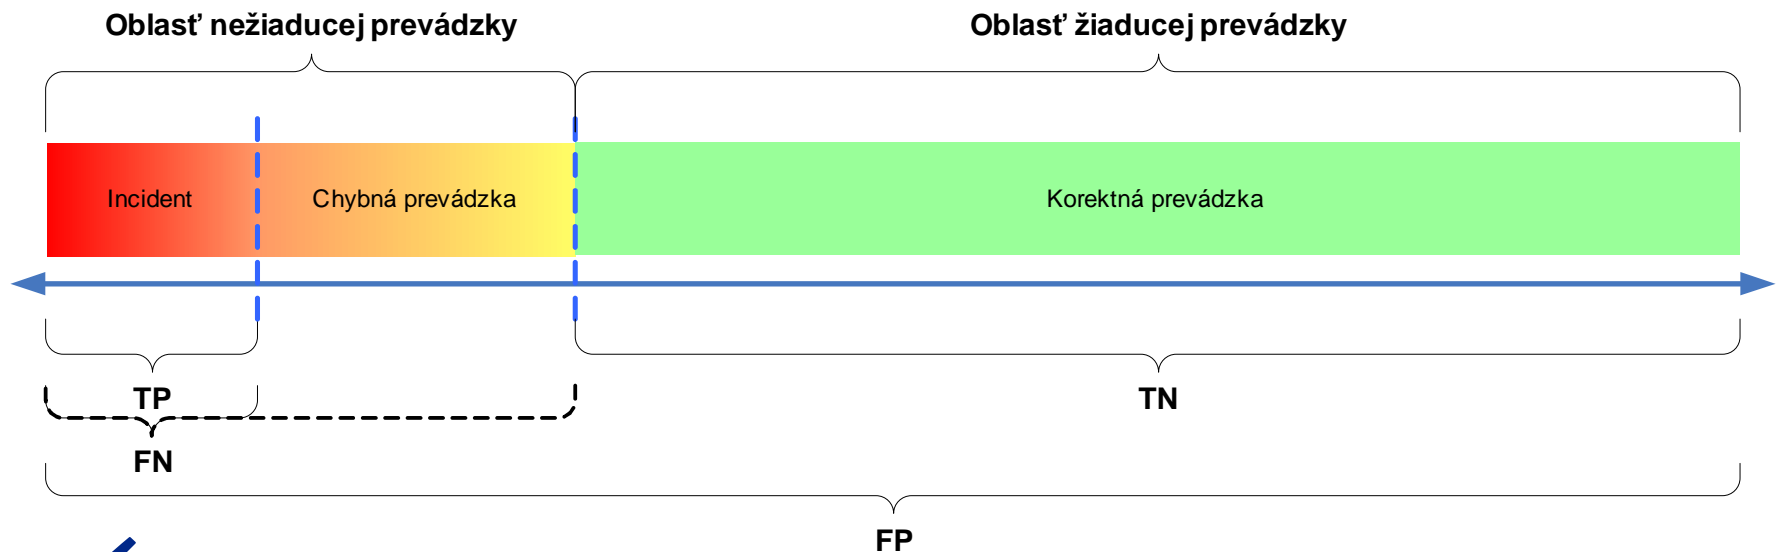 Oblasť nežiaducej prevádzky
Oblasť žiaducej prevádzky
Incident
Chybná prevádzka
Korektná prevádzka
TP
TN
FN
FP